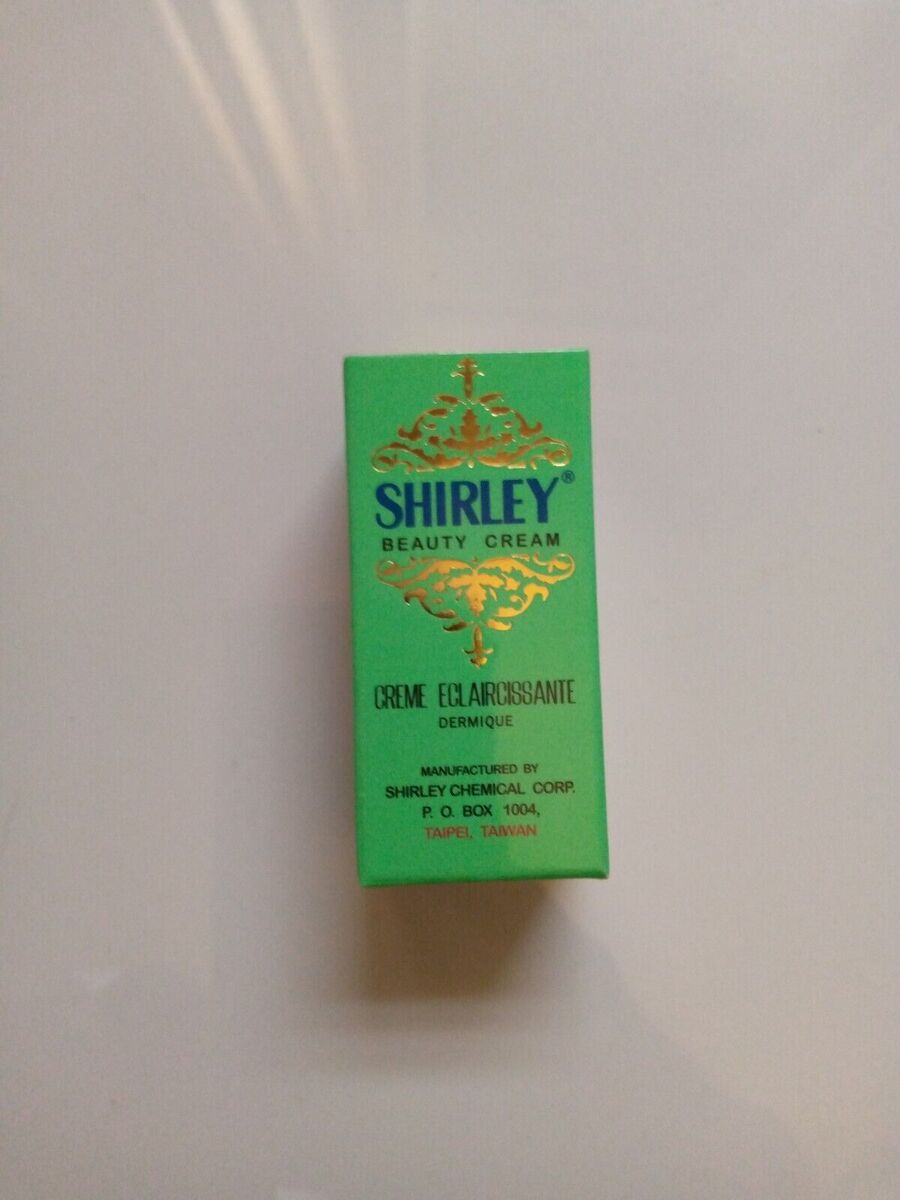 SHIRLEY®
BEAUTY CREAM
CREME ECLAIRCISSANTE
DERMIQUE
MANUFACTURED BY
SHIRLEY CHEMICAL CORP.
P. O. BOX 1004,
TAIPEI, TAIWAN